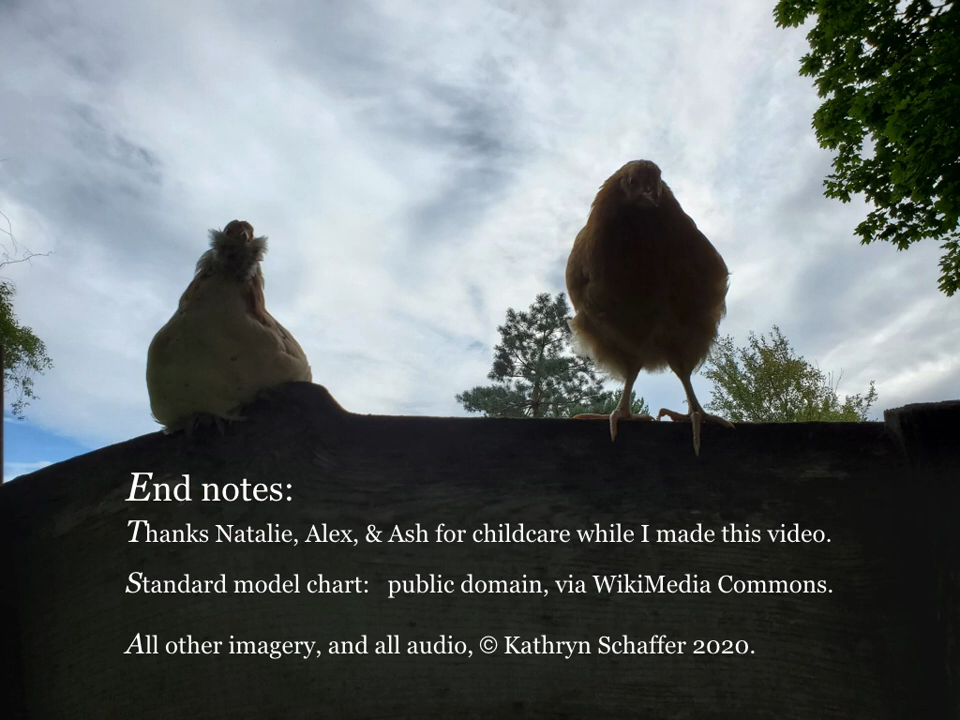 End notes:
Thanks Natalie, Alex, & Ash for childcare while I made this video.
Standard model chart: public domain, via WikiMedia Commons.
All other imagery, and all audio, © Kathryn Schaffer 2020.